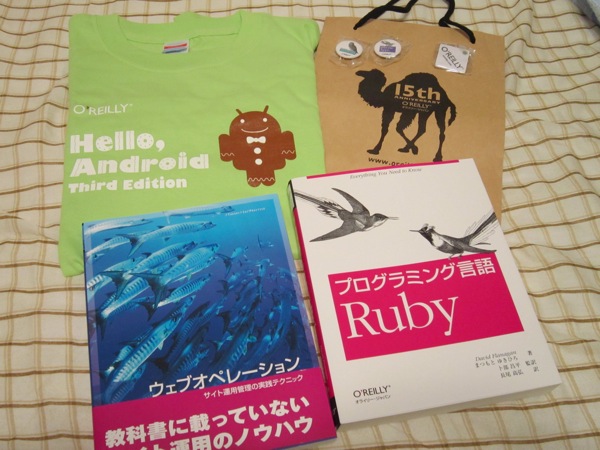 O'REILLY
Hello,
Android
Third Edition
O'REILLY
15th
ANNIVERSARY
O'REILLY
ウェブオペレーション
サイト運用管理の実践テクニック
教科書に載っていない
イト運用のノウハウ
Everything You Need to Know
プログラミング言語
Ruby
David Flanagan 著
まつもと ゆきひろ
卜部 昌平 監訳
長尾 高弘 訳
O'REILLY
オライリー・ジャパン